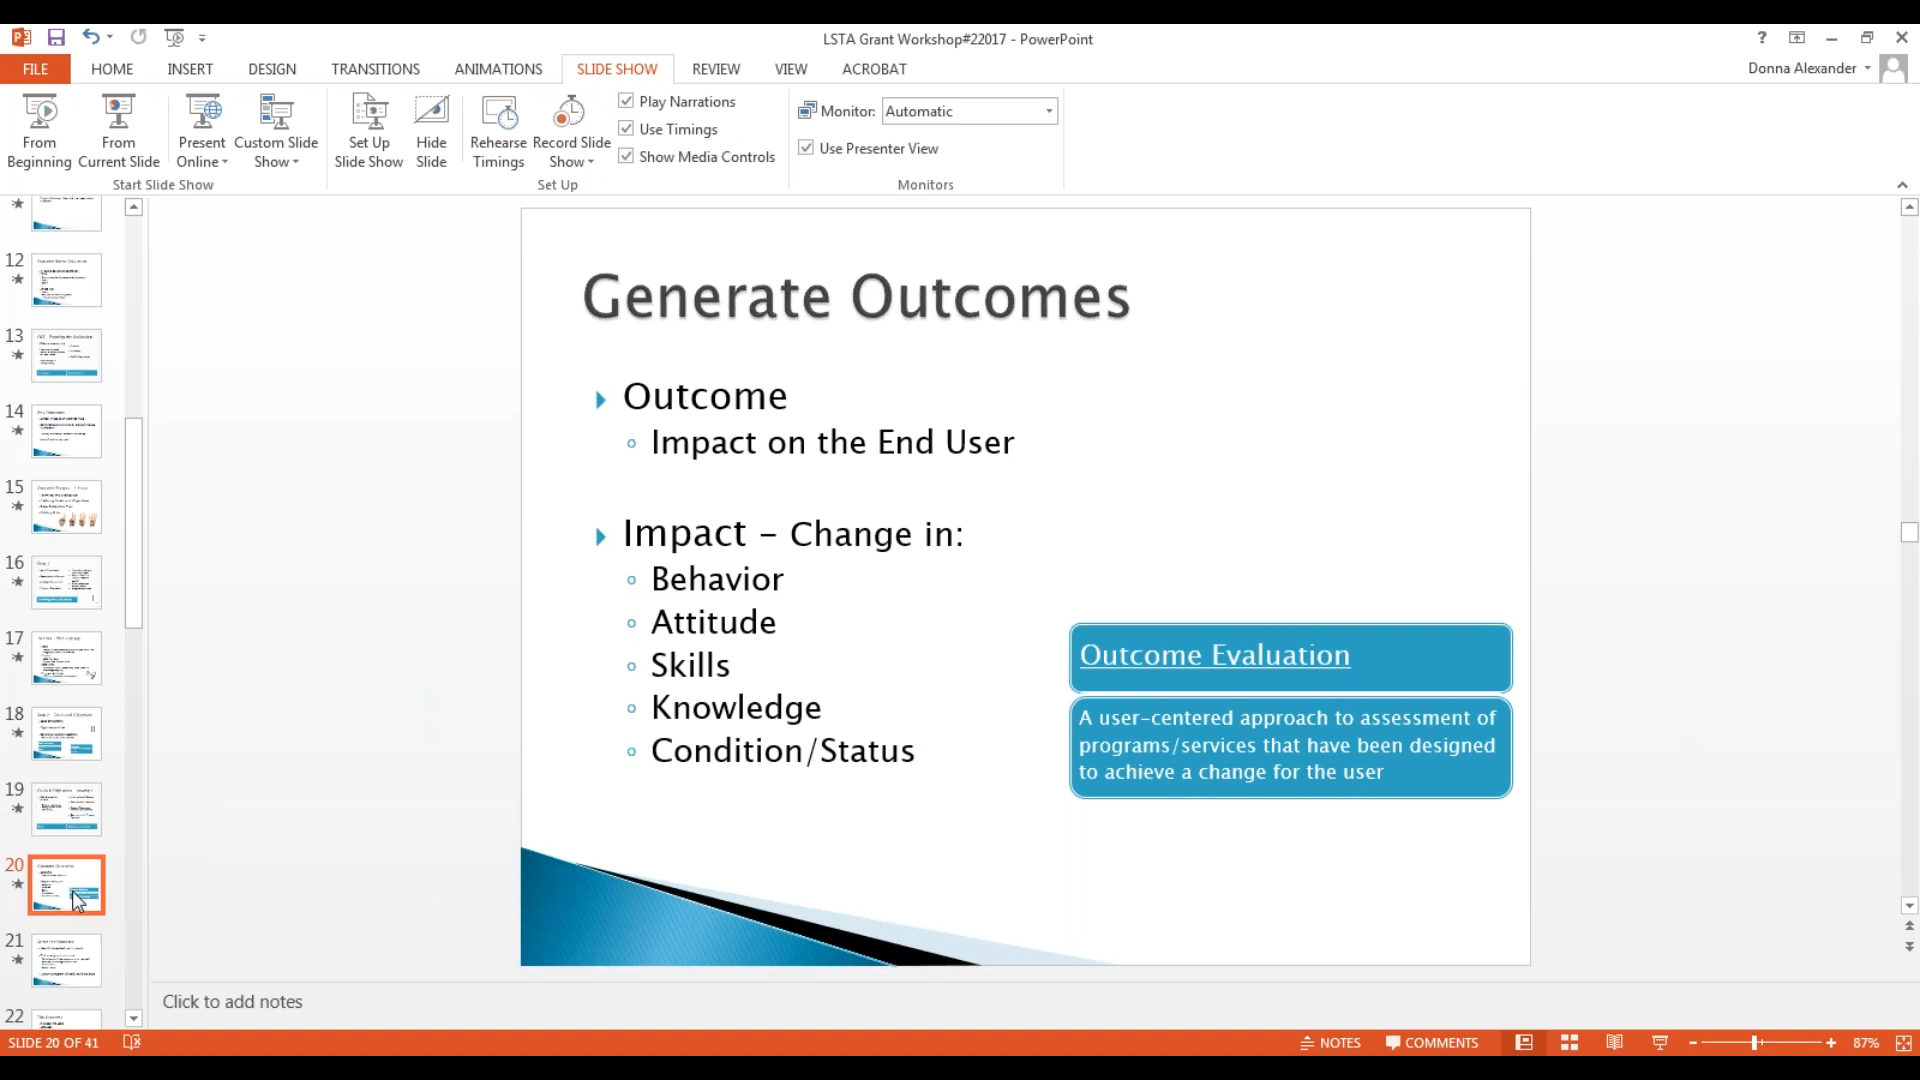 LSTA Grant Workshop#22017 - PowerPoint
?
FILE HOME INSERT DESIGN TRANSITIONS ANIMATIONS SLIDE SHOW REVIEW VIEW ACROBAT
Donna Alexander
From Beginning
From Current Slide
Present Online
Custom Slide Show
Start Slide Show
Set Up Slide Show
Hide Slide
Rehearse Timings
Record Slide Show
Play Narrations
Use Timings
Show Media Controls
Set Up
Monitor: Automatic
Use Presenter View
Monitors
12
13
14
15
16
17
18
19
20
21
22
Generate Outcomes
Outcome
Impact on the End User
Impact – Change in:
Behavior
Attitude
Skills
Knowledge
Condition/Status
Outcome Evaluation
A user-centered approach to assessment of
programs/services that have been designed
to achieve a change for the user
Click to add notes
SLIDE 20 OF 41
NOTES
COMMENTS
87%